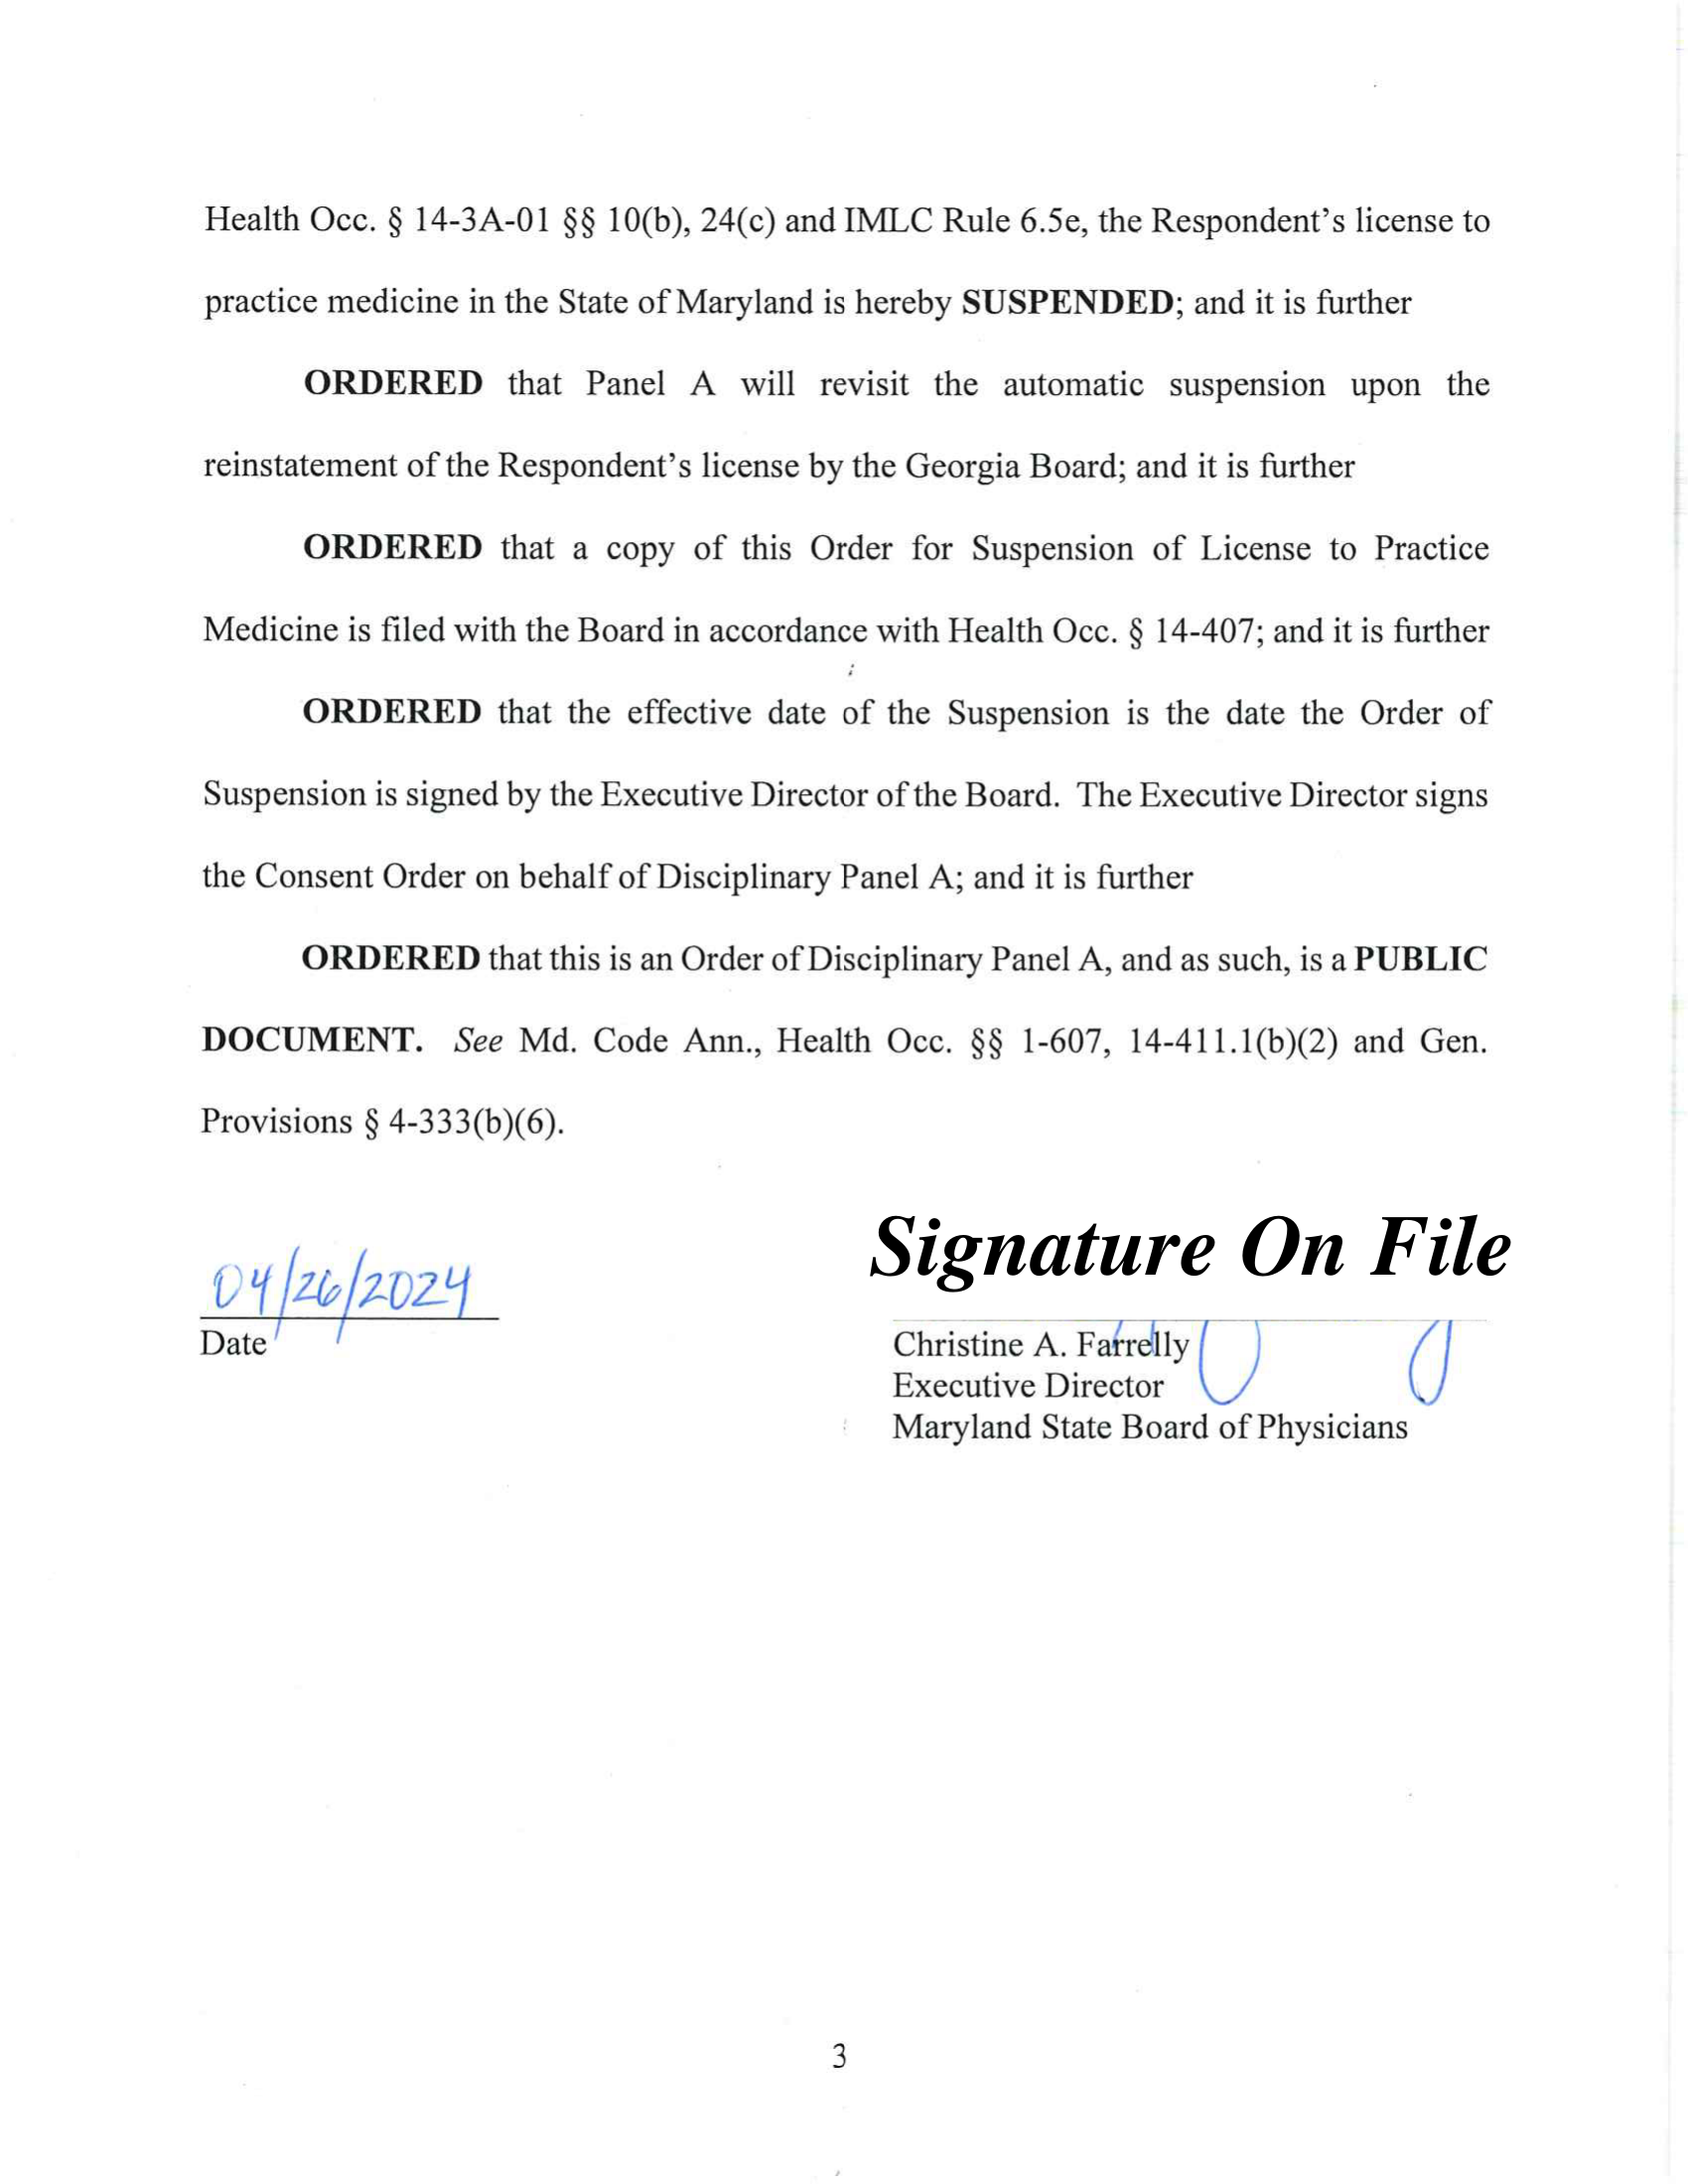 Health Occ. § 14-3A-01 §§ 10(b), 24(c) and IMLC Rule 6.5e, the Respondent's license to
practice medicine in the State of Maryland is hereby SUSPENDED; and it is further
ORDERED that Panel A will revisit the automatic suspension upon the
reinstatement of the Respondent's license by the Georgia Board; and it is further
ORDERED that a copy of this Order for Suspension of License to Practice
Medicine is filed with the Board in accordance with Health Occ. § 14-407; and it is further
ORDERED that the effective date of the Suspension is the date the Order of
Suspension is signed by the Executive Director of the Board. The Executive Director signs
the Consent Order on behalf of Disciplinary Panel A; and it is further
ORDERED that this is an Order of Disciplinary Panel A, and as such, is a PUBLIC
DOCUMENT. See Md. Code Ann., Health Occ. §§ 1-607, 14-411.1(b)(2) and Gen.
Provisions § 4-333(b)(6).
04/26/2024
Date
Signature On File
Christine A. Farrelly
Executive Director
Maryland State Board of Physicians
3